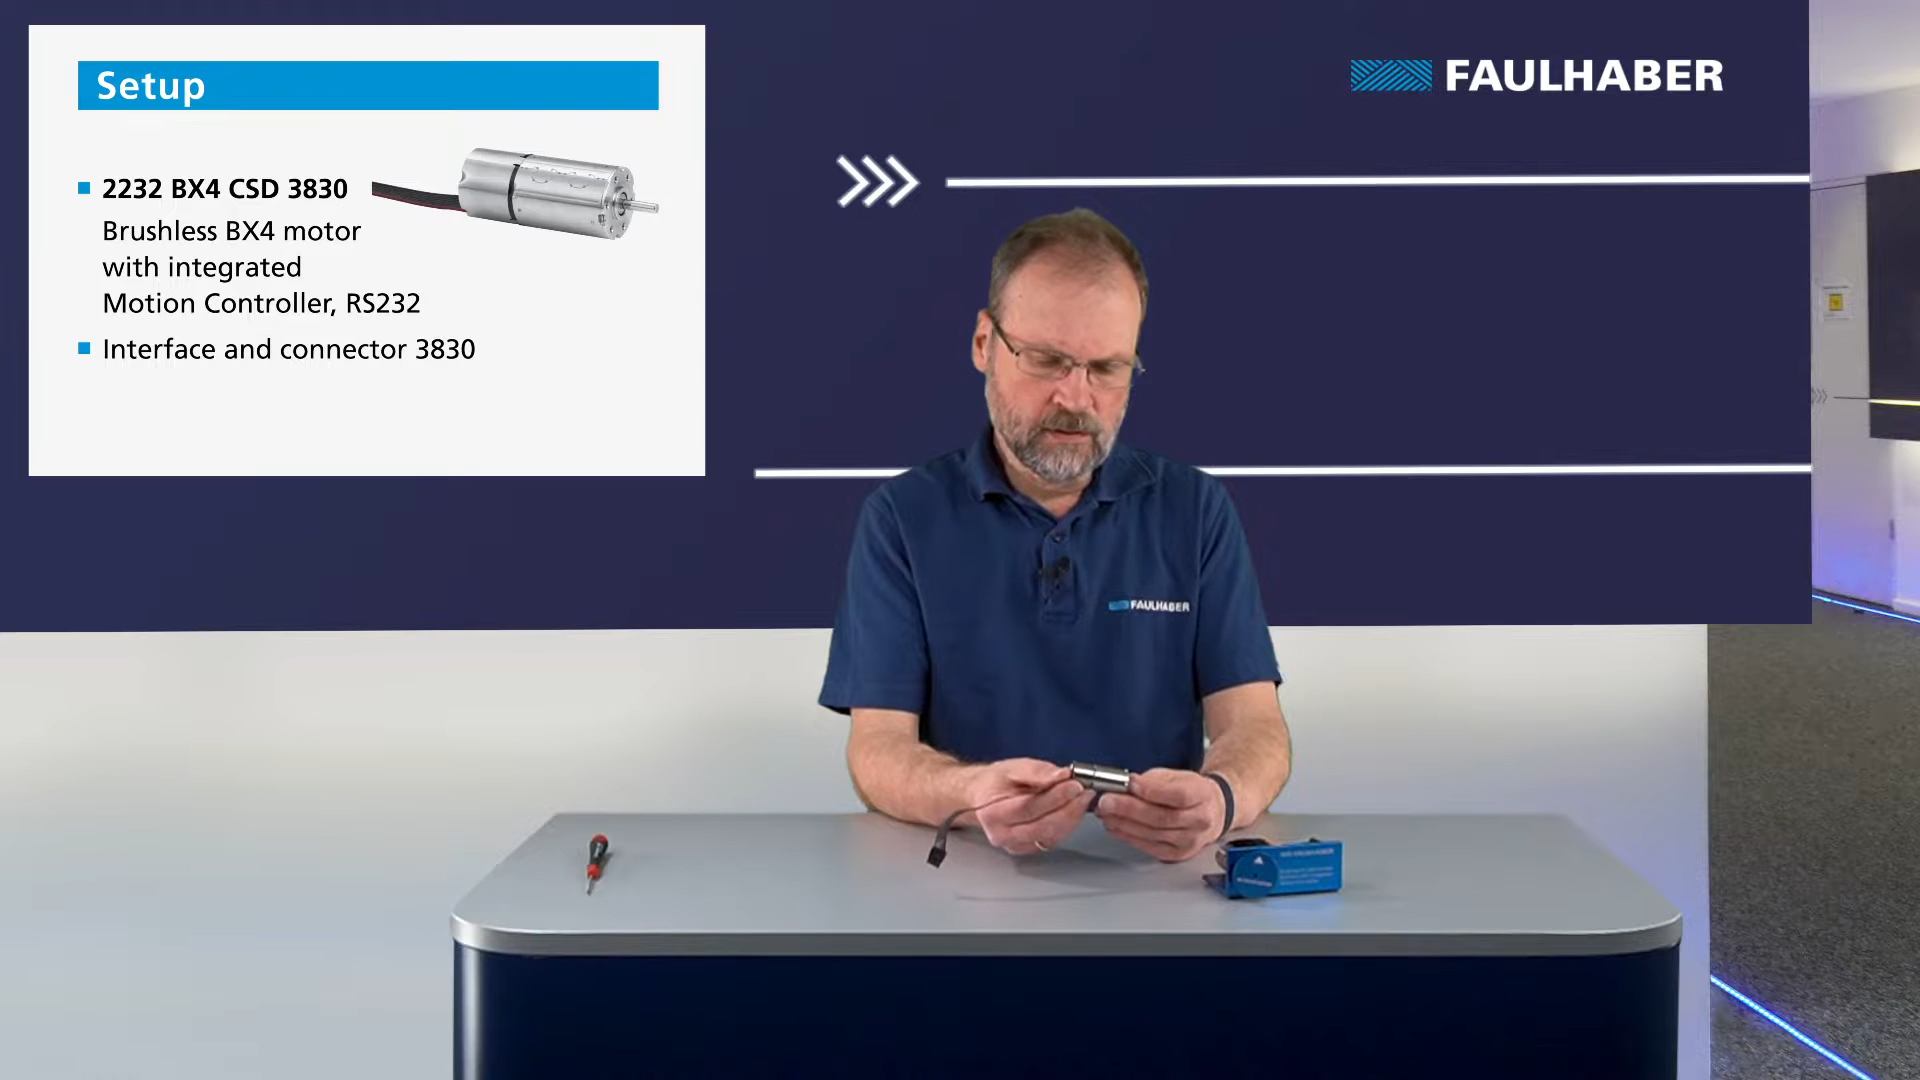 Setup
2232 BX4 CSD 3830
Brushless BX4 motor
with integrated
Motion Controller, RS232
Interface and connector 3830
FAULHABER
FAULHABER